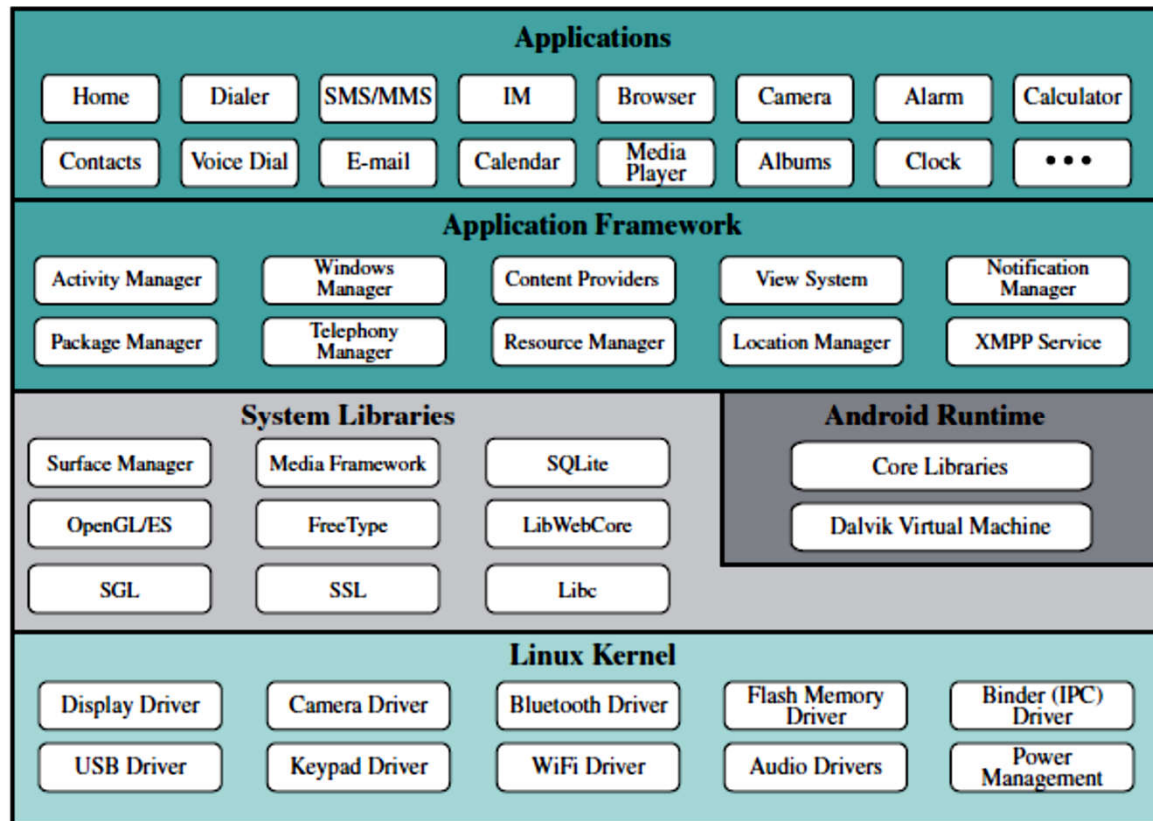 Applications
Home Dialer SMS/MMS IM Browser Camera Alarm Calculator
Contacts Voice Dial E-mail Calendar Media Player Albums Clock •••
Application Framework
Activity Manager Windows Manager Content Providers View System Notification Manager
Package Manager Telephony Manager Resource Manager Location Manager XMPP Service
System Libraries
Surface Manager Media Framework SQLite
OpenGL/ES FreeType LibWebCore
SGL SSL Libc
Android Runtime
Core Libraries
Dalvik Virtual Machine
Linux Kernel
Display Driver Camera Driver Bluetooth Driver Flash Memory Driver Binder (IPC) Driver
USB Driver Keypad Driver WiFi Driver Audio Drivers Power Management